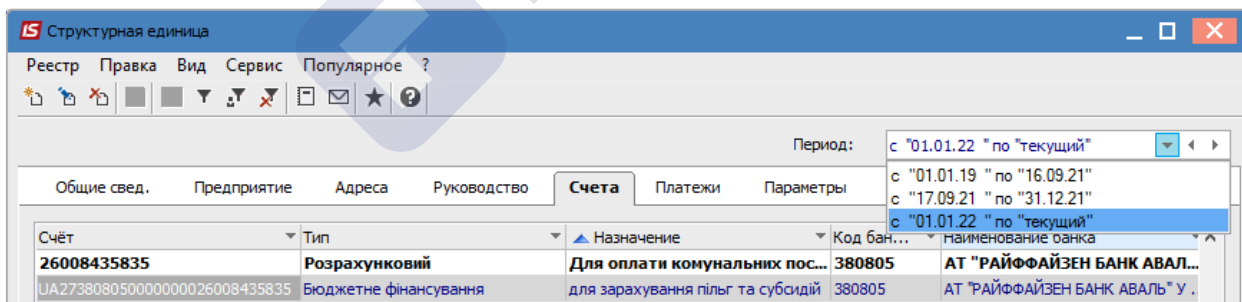 IS Структурная единица
Реестр Правка Вид Сервис Популярное ?
Период: с "01.01.22 " по "текущий"
с "01.01.19 " по "16.09.21"
с "17.09.21 " по "31.12.21"
с "01.01.22 " по "текущий"
Общие свед. Предприятие Адреса Руководство Счета Платежи Параметры
Счёт Тип Назначение Код бан... Наименование банка
26008435835 Розрахунковий Для оплати комунальних пос... 380805 АТ "РАЙФФАЙЗЕН БАНК АВАЛ...
UA273808050000000026008435835 Бюджетне фінансування для зарахування пільг та субсидій 380805 АТ "РАЙФФАЙЗЕН БАНК АВАЛЬ" У ...